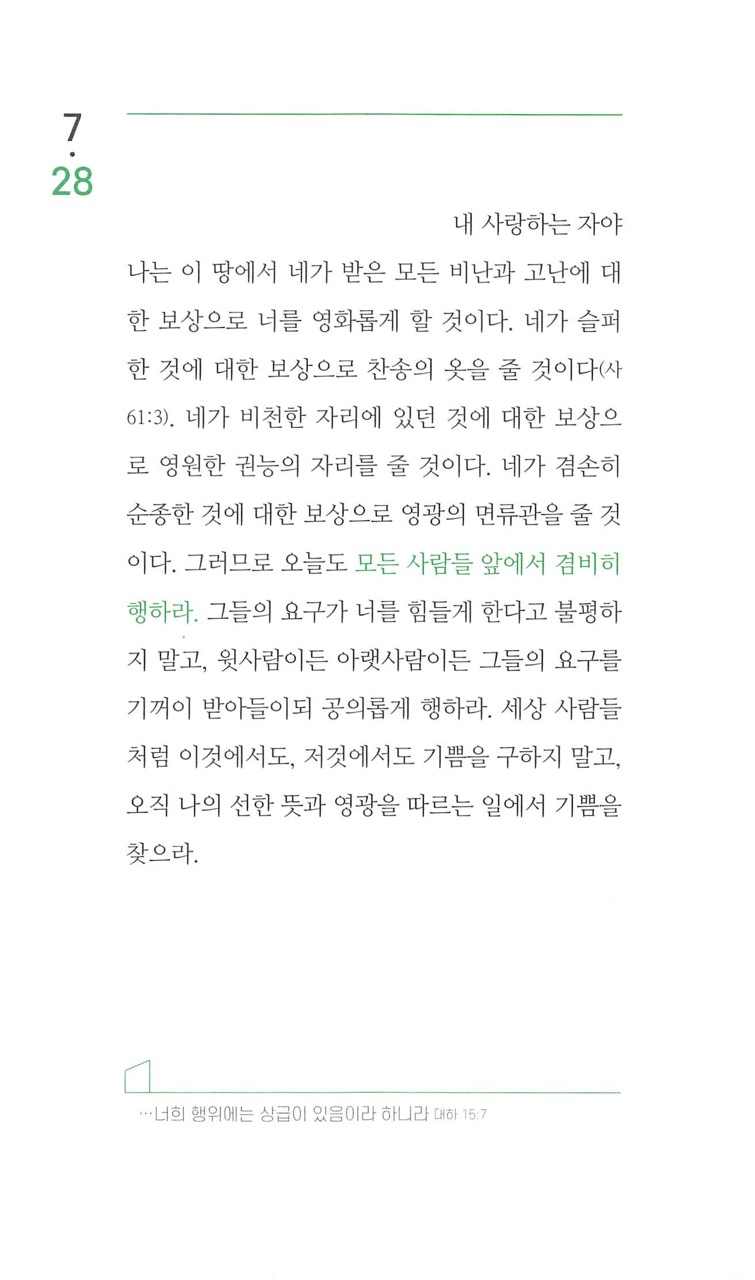 7
·
28
내 사랑하는 자야
나는 이 땅에서 네가 받은 모든 비난과 고난에 대
한 보상으로 너를 영화롭게 할 것이다. 네가 슬퍼
한 것에 대한 보상으로 찬송의 옷을 줄 것이다(사
61:3). 네가 비천한 자리에 있던 것에 대한 보상으
로 영원한 권능의 자리를 줄 것이다. 네가 겸손히
순종한 것에 대한 보상으로 영광의 면류관을 줄 것
이다. 그러므로 오늘도 모든 사람들 앞에서 겸비히
행하라. 그들의 요구가 너를 힘들게 한다고 불평하
지 말고, 윗사람이든 아랫사람이든 그들의 요구를
기꺼이 받아들이되 공의롭게 행하라. 세상 사람들
처럼 이것에서도, 저것에서도 기쁨을 구하지 말고,
오직 나의 선한 뜻과 영광을 따르는 일에서 기쁨을
찾으라.
…너희 행위에는 상급이 있음이라 하니라 대하 15:7